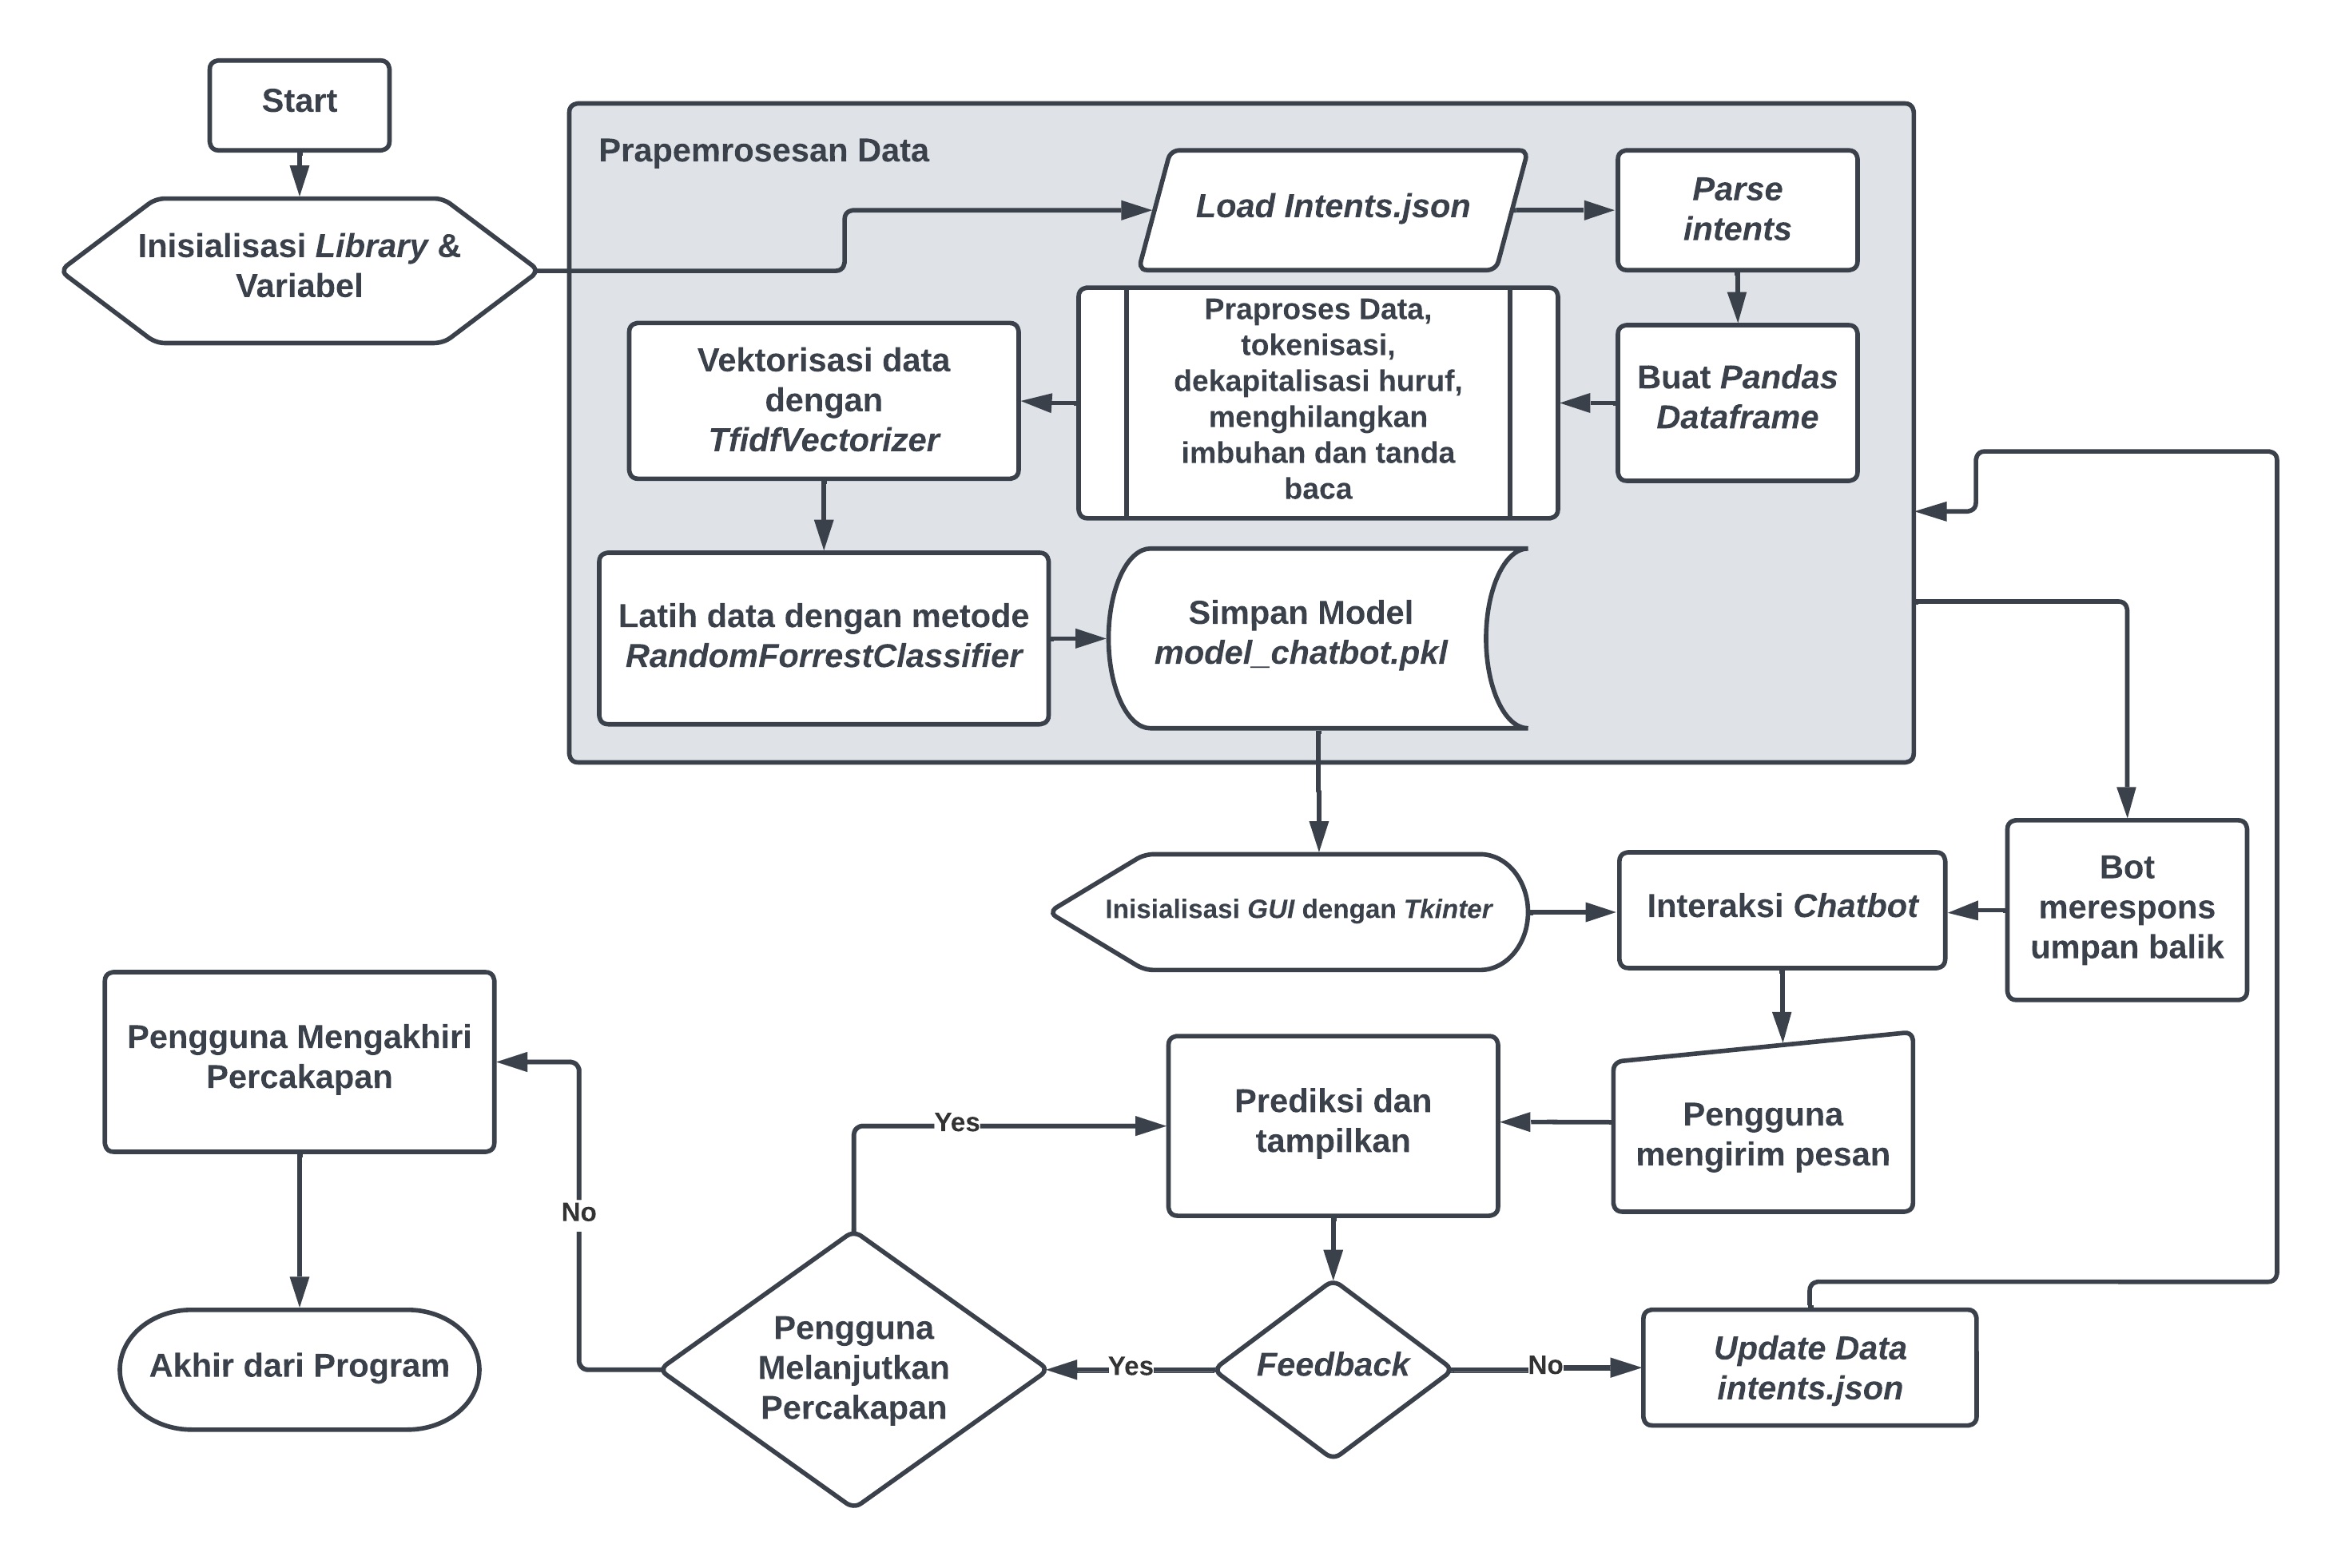 Start
Inisialisasi Library &
Variabel
Prapemrosesan Data
Load Intents.json
Parse
intents
Buat Pandas
Dataframe
Praproses Data,
tokenisasi,
dekapitalisasi huruf,
menghilangkan
imbuhan dan tanda
baca
Vektorisasi data
dengan
TfidfVectorizer
Latih data dengan metode
RandomForrestClassifier
Simpan Model
model_chatbot.pkl
Inisialisasi GUI dengan Tkinter
Interaksi Chatbot
Bot
merespons
umpan balik
Pengguna
mengirim pesan
Prediksi dan
tampilkan
Feedback
No
Update Data
intents.json
Yes
Pengguna
Melanjutkan
Percakapan
Yes
No
Pengguna Mengakhiri
Percakapan
Akhir dari Program